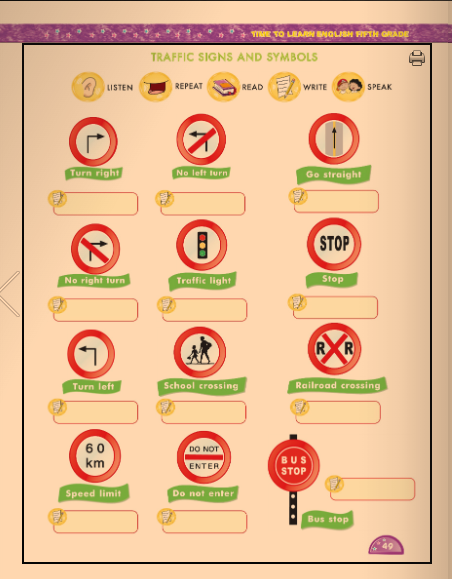 TIME TO LEARN ENGLISH FIFTH GRADE
TRAFFIC SIGNS AND SYMBOLS
LISTEN REPEAT READ WRITE SPEAK
Turn right No left turn Go straight
STOP
No right turn Traffic light Stop
R R
Turn left School crossing Railroad crossing
60
km
DO NOT
ENTER
BUS
STOP
Speed limit Do not enter
Bus stop
49